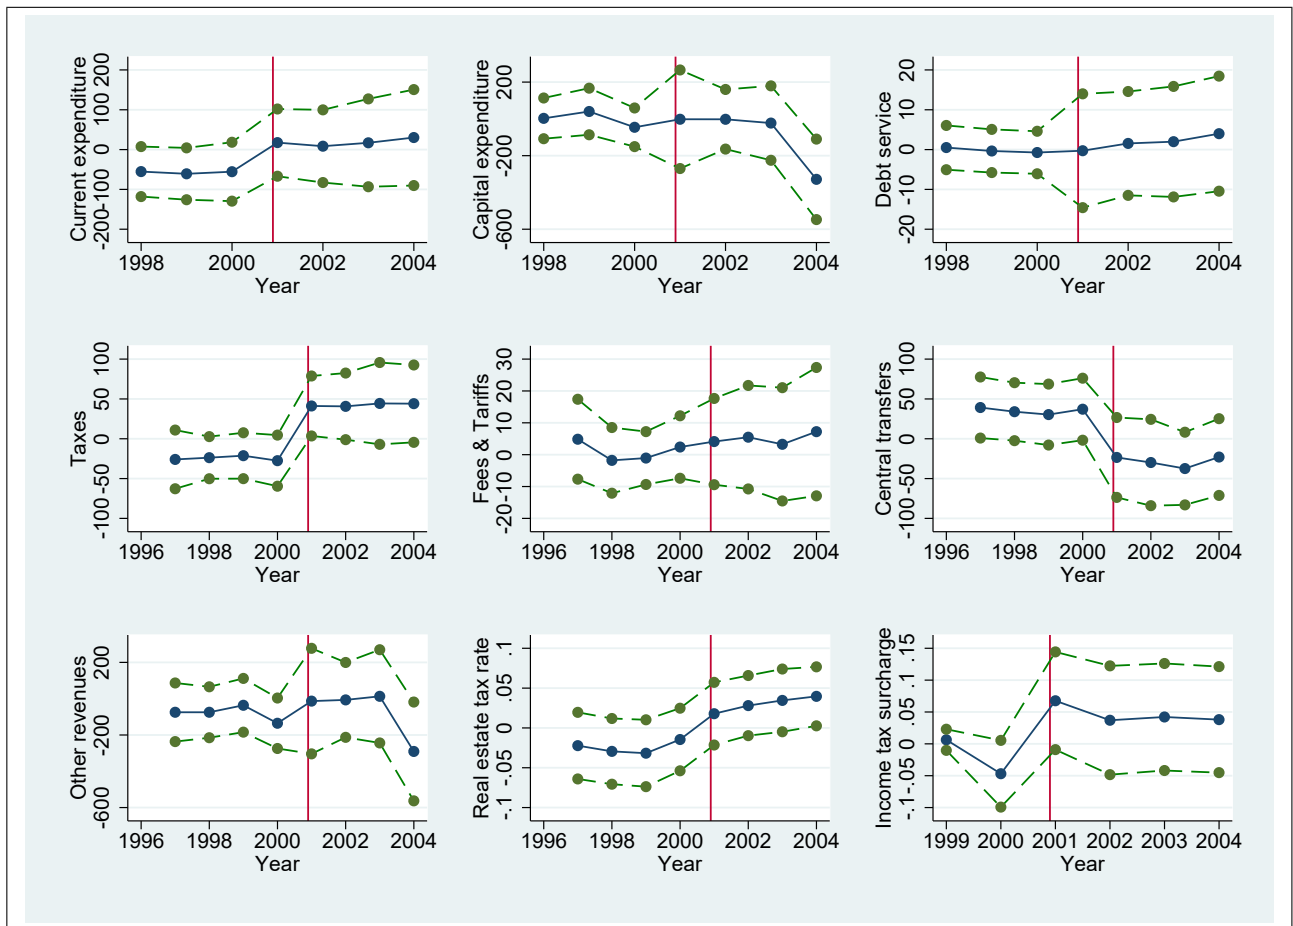 Current expenditure
-200 -100 0 100 200
1998 2000 2002 2004
Year
Capital expenditure
-600 -200 200
1998 2000 2002 2004
Year
Debt service
-20 -10 0 10 20
1998 2000 2002 2004
Year
Taxes
-100 -50 0 50 100
1996 1998 2000 2002 2004
Year
Fees & Tariffs
-20 -10 0 10 20 30
1996 1998 2000 2002 2004
Year
Central transfers
-100 -50 0 50 100
1996 1998 2000 2002 2004
Year
Other revenues
-600 -200 200
1996 1998 2000 2002 2004
Year
Real estate tax rate
-.1 -.05 0 .05 .1
1996 1998 2000 2002 2004
Year
Income tax surcharge
-.1 -.05 0 .05 .1 .15
1999 2000 2001 2002 2003 2004
Year